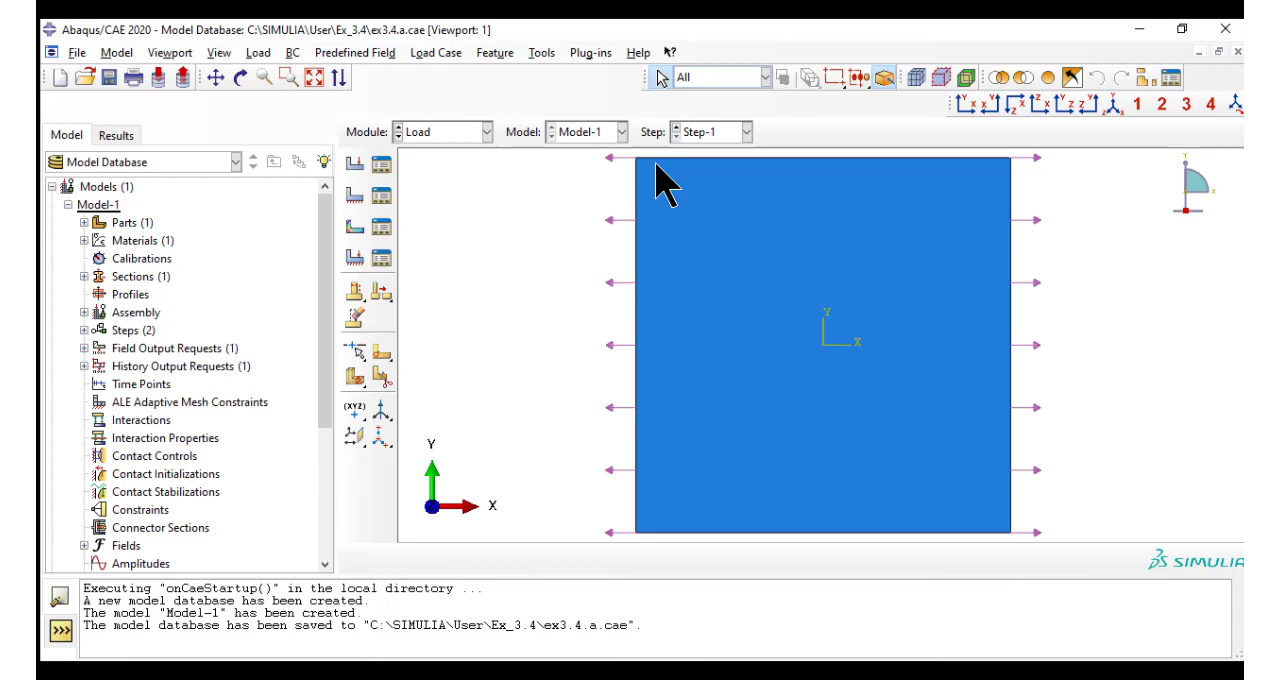 Abaqus/CAE 2020 - Model Database: C:\SIMULIA\User\Ex_3.4\ex3.4.a.cae [Viewport: 1]
File Model Viewport View Load BC Predefined Field Load Case Feature Tools Plug-ins Help
All
1 2 3 4
Model Results
Module: Load Model: Model-1 Step: Step-1
Model Database
Models (1)
Model-1
Parts (1)
Materials (1)
Calibrations
Sections (1)
Profiles
Assembly
Steps (2)
Field Output Requests (1)
History Output Requests (1)
Time Points
ALE Adaptive Mesh Constraints
Interactions
Interaction Properties
Contact Controls
Contact Initializations
Contact Stabilizations
Constraints
Connector Sections
Fields
Amplitudes
(XYZ)
Y
X
Y
X
Y
X
SIMULIA
Executing "onCaeStartup()" in the local directory ...
A new model database has been created.
The model "Model-1" has been created.
The model database has been saved to "C:\SIMULIA\User\Ex_3.4\ex3.4.a.cae".
>>>